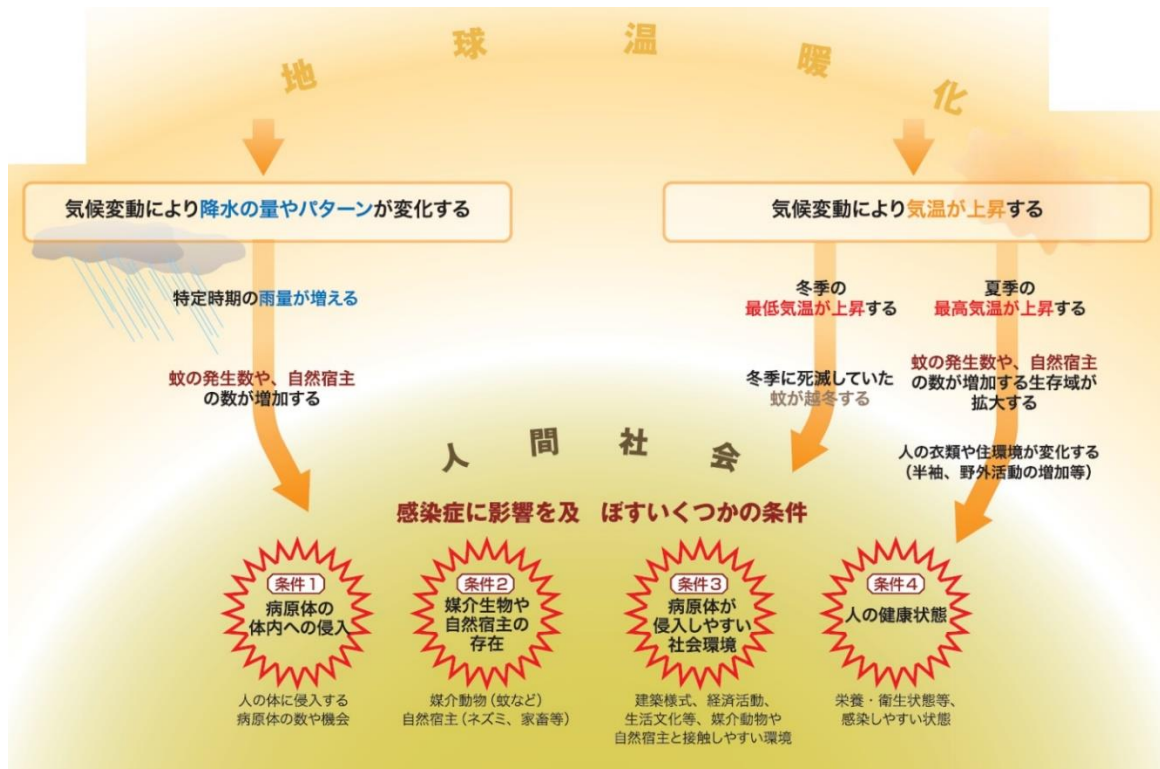 地球温暖化
気候変動により降水の量やパターンが変化する
特定時期の雨量が増える
蚊の発生数や、自然宿主
の数が増加する
気候変動により気温が上昇する
冬季の
最低気温が上昇する
冬季に死滅していた
蚊が越冬する
夏季の
最高気温が上昇する
蚊の発生数や、自然宿主
の数が増加する生存域が
拡大する
人の衣類や住環境が変化する
(半袖、野外活動の増加等)
人間社会
感染症に影響を及 ぼすいくつかの条件
条件1
病原体の
体内への侵入
人の体に侵入する
病原体の数や機会
条件2
媒介生物や
自然宿主の
存在
媒介動物(蚊など)
自然宿主(ネズミ、家畜等)
条件3
病原体が
侵入しやすい
社会環境
建築様式、経済活動、
生活文化等、媒介動物や
自然宿主と接触しやすい環境
条件4
人の健康状態
栄養・衛生状態等、
感染しやすい状態